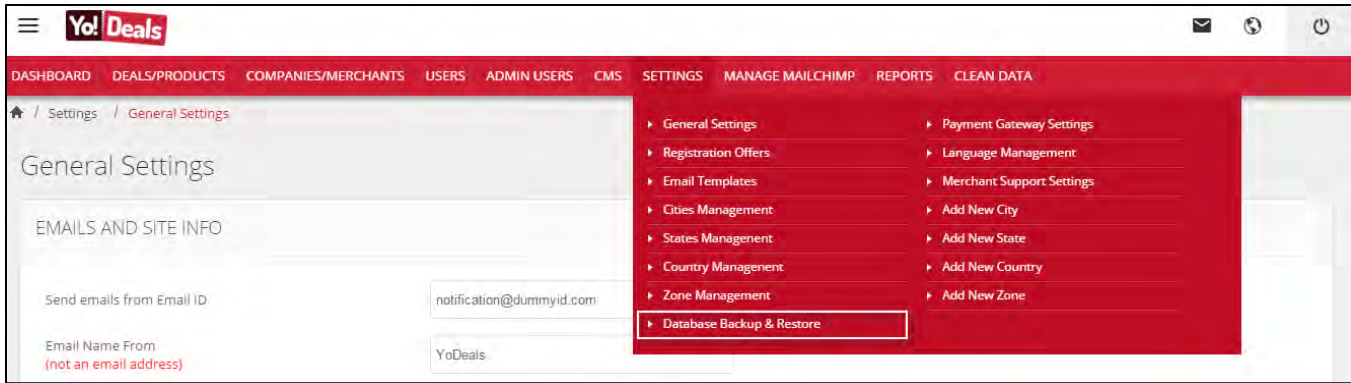 Yo! Deals
DASHBOARD DEALS/PRODUCTS COMPANIES/MERCHANTS USERS ADMIN USERS CMS SETTINGS MANAGE MAILCHIMP REPORTS CLEAN DATA
/ Settings / General Settings
General Settings
EMAILS AND SITE INFO
Send emails from Email ID
notification@dummyid.com
Email Name From
(not an email address)
YoDeals
General Settings
Registration Offers
Email Templates
Cities Management
States Management
Country Management
Zone Management
Database Backup & Restore
Payment Gateway Settings
Language Management
Merchant Support Settings
Add New City
Add New State
Add New Country
Add New Zone